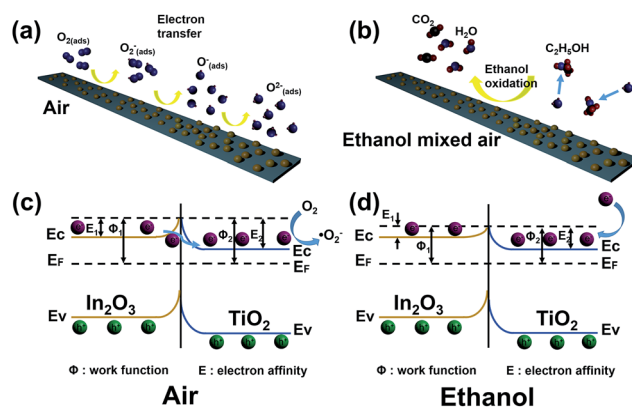 (a)
Electron
transfer
O2(ads)
O2⁻(ads)
O⁻(ads)
O²⁻(ads)
Air
(b)
CO2
H2O
C2H5OH
Ethanol
oxidation
Ethanol mixed air
(c)
Ec
E1
Φ1
Φ2
E2
O2
•O2⁻
Ec
EF
EF
In2O3
TiO2
Ev
Ev
h⁺ h⁺ h⁺
h⁺ h⁺ h⁺
Φ : work function
E : electron affinity
Air
(d)
E1
Ec
Φ1
Φ2
E2
Ec
EF
EF
In2O3
TiO2
Ev
Ev
h⁺ h⁺ h⁺
h⁺ h⁺ h⁺
Φ : work function
E : electron affinity
Ethanol